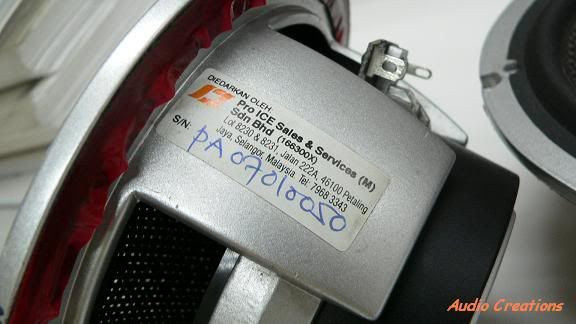 DIEDARKAN OLEH:
Pro ICE Sales & Services (M)
Sdn Bhd (166300X)
Lot 8230 & 8231, Jalan 222A, 46100 Petaling
Jaya, Selangor, Malaysia. Tel: 7968 3343
S/N: PA 07010050
Audio Creations